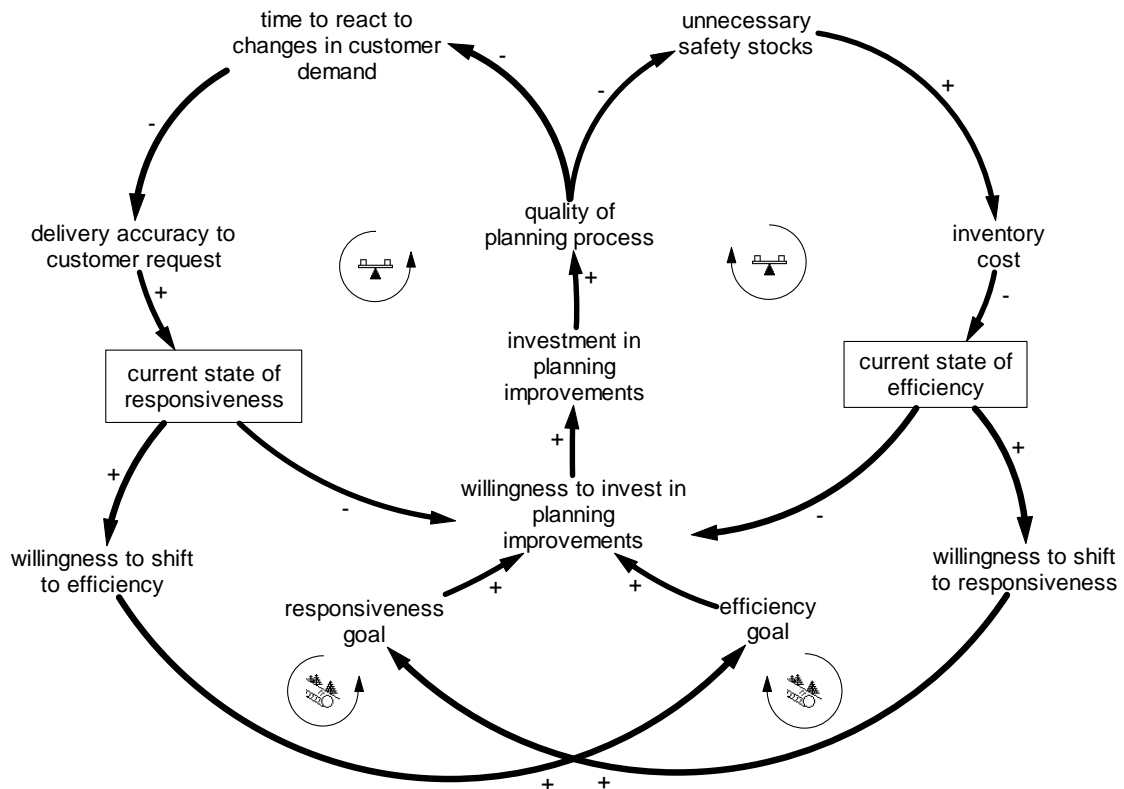 time to react to
changes in customer
demand
unnecessary
safety stocks
-
-
+
-
delivery accuracy to
customer request
quality of
planning process
inventory
cost
+
+
-
investment in
planning
improvements
current state of
responsiveness
current state of
efficiency
+
+
+
-
-
willingness to invest in
planning
improvements
willingness to shift
to efficiency
willingness to shift
to responsiveness
+
+
responsiveness
goal
efficiency
goal
+
+